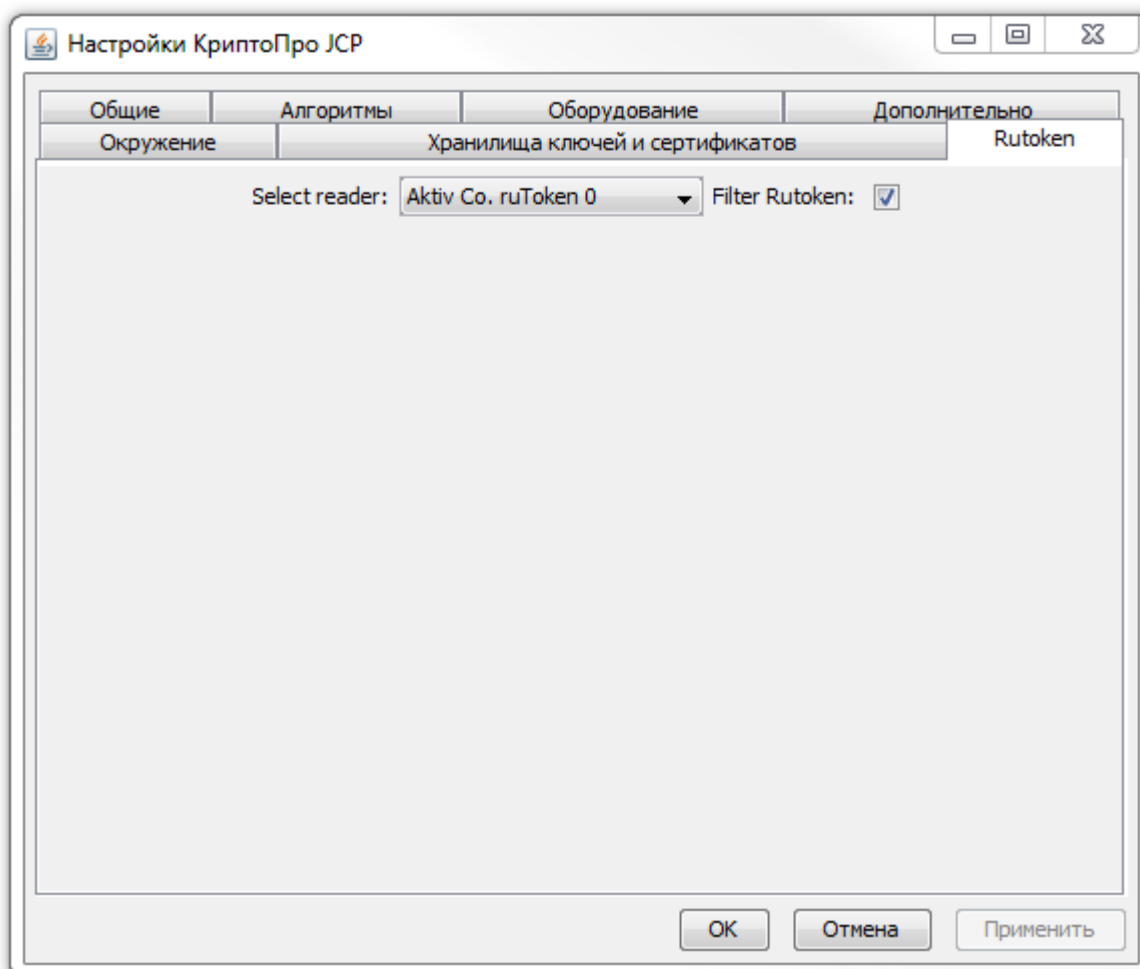 Настройки КриптоПро JCP
Общие Алгоритмы Оборудование Дополнительно
Окружение Хранилища ключей и сертификатов Rutoken
Select reader: Aktiv Co. ruToken 0 Filter Rutoken:
OK Отмена Применить